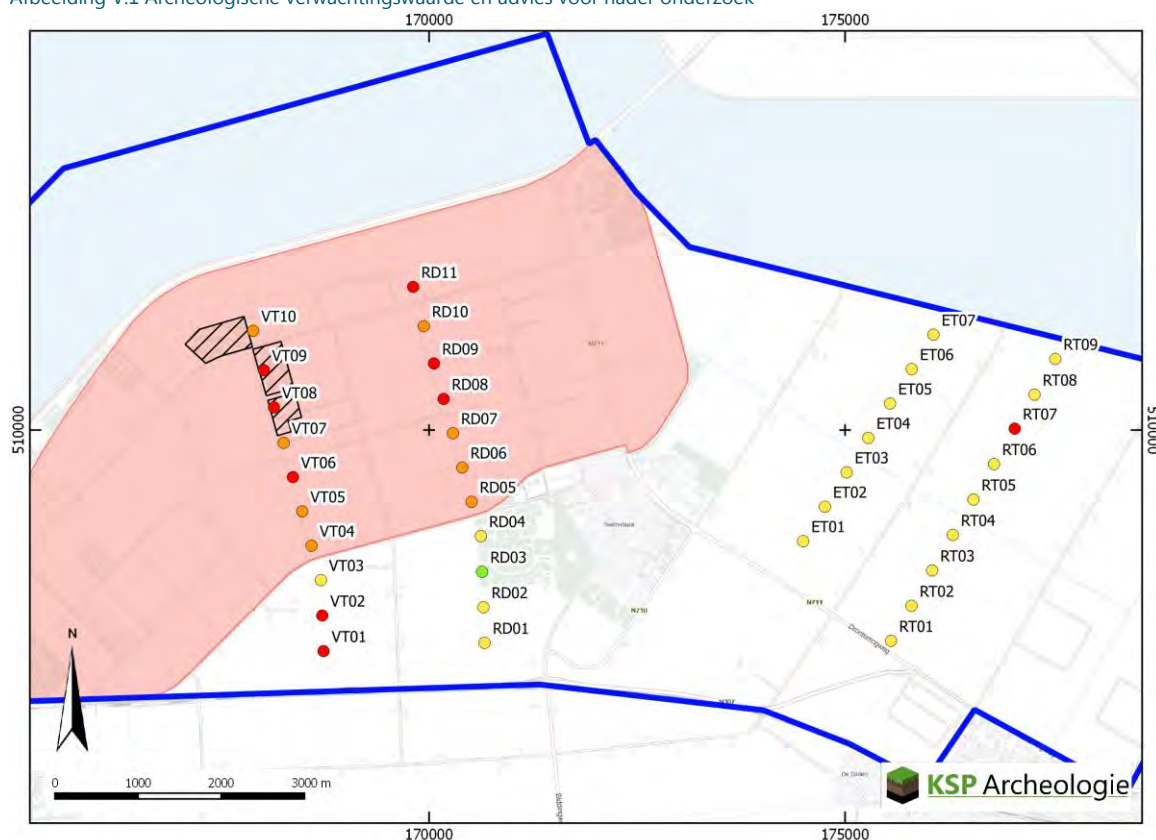 Afbeelding V.1 Archeologische verwachtingswaarde en advies voor nader onderzoek
170000
175000
RD11
ET07
VT10
RD10
RT09
ET06
VT09
RD09
RT08
ET05
VT08
RD08
RT07
ET04
VT07
RD07
510000
510000
RT06
ET03
VT06
RD06
RT05
ET02
VT05
RD05
RT04
ET01
VT04
RD04
RT03
VT03
RD03
RT02
VT02
RD02
N710
N711
RT01
VT01
RD01
N
0
1000
2000
3000 m
KSP Archeologie
170000
175000